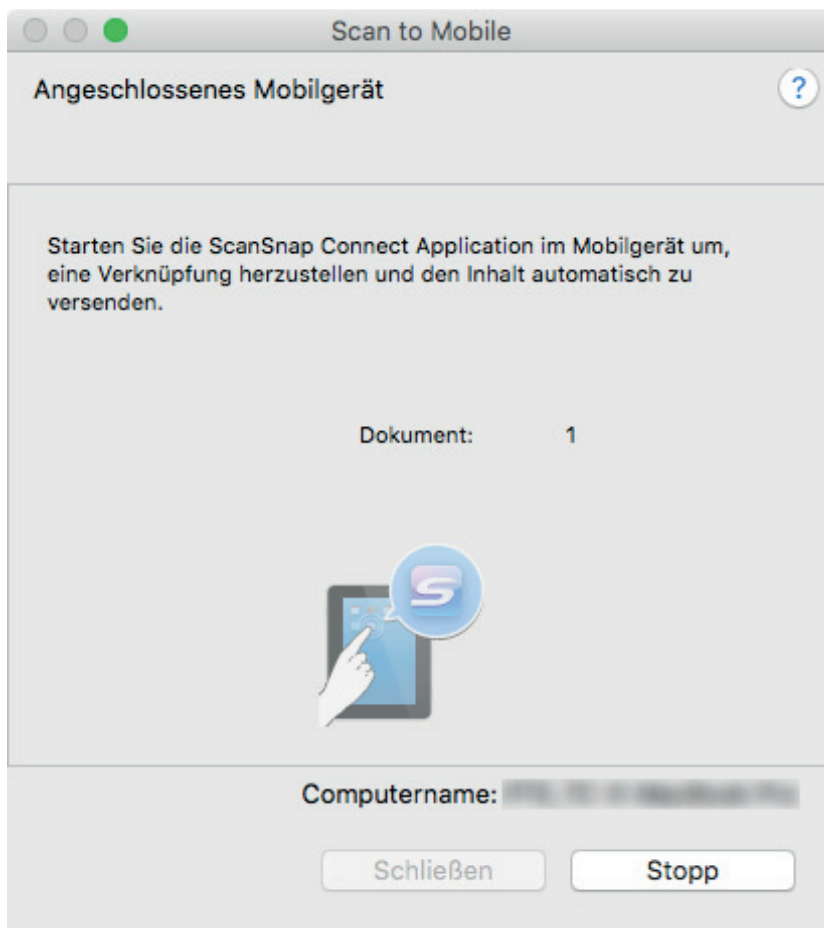 Scan to Mobile
Angeschlossenes Mobilgerät
?
Starten Sie die ScanSnap Connect Application im Mobilgerät um,
eine Verknüpfung herzustellen und den Inhalt automatisch zu
versenden.
Dokument: 1
S
Computername:
Schließen Stopp